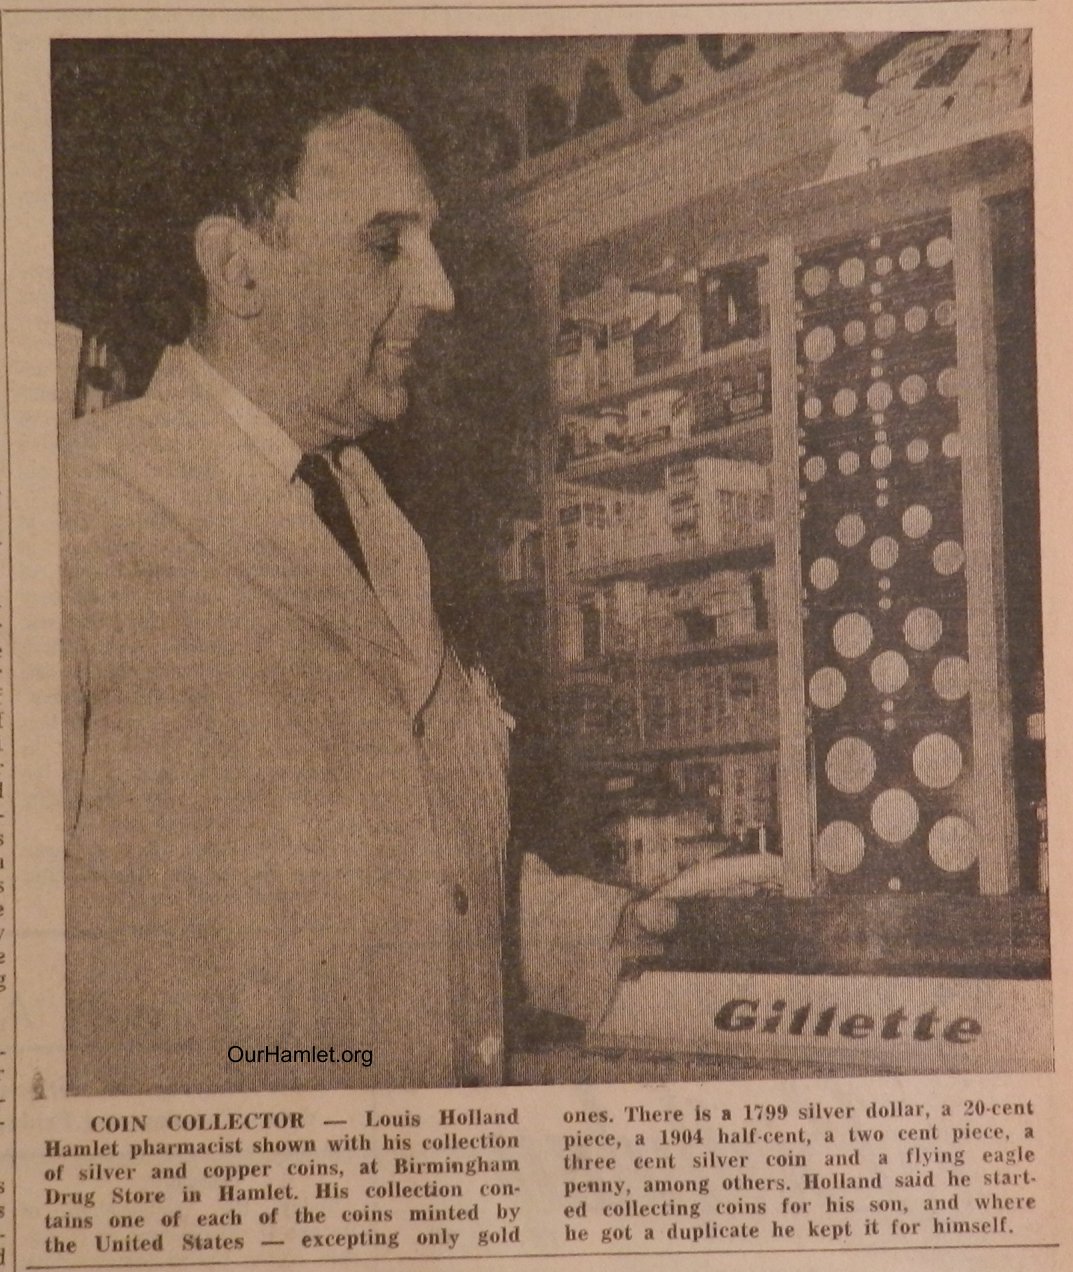 Gillette
OurHamlet.org
COIN COLLECTOR — Louis Holland
Hamlet pharmacist shown with his collection
of silver and copper coins, at Birmingham
Drug Store in Hamlet. His collection con-
tains one of each of the coins minted by
the United States — excepting only gold
ones. There is a 1799 silver dollar, a 20-cent
piece, a 1904 half-cent, a two cent piece, a
three cent silver coin and a flying eagle
penny, among others. Holland said he start-
ed collecting coins for his son, and where
he got a duplicate he kept it for himself.